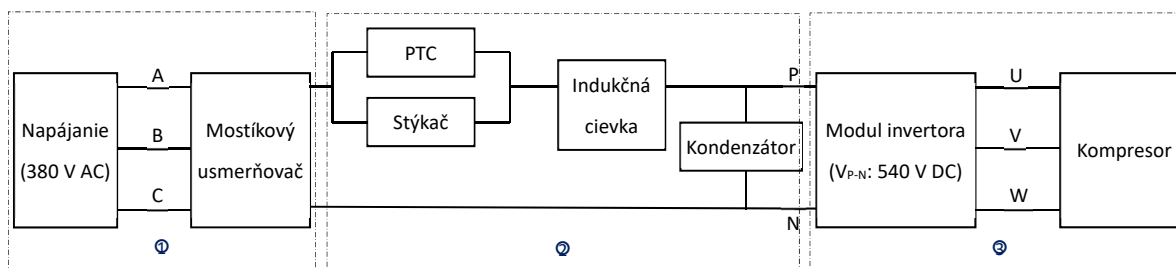 Napájanie
(380 V AC)
A
B
C
Mostíkový
usmerňovač
①
PTC
Stýkač
Indukčná
cievka
Kondenzátor
P
N
②
Modul invertora
(VP-N: 540 V DC)
U
V
W
Kompresor
③